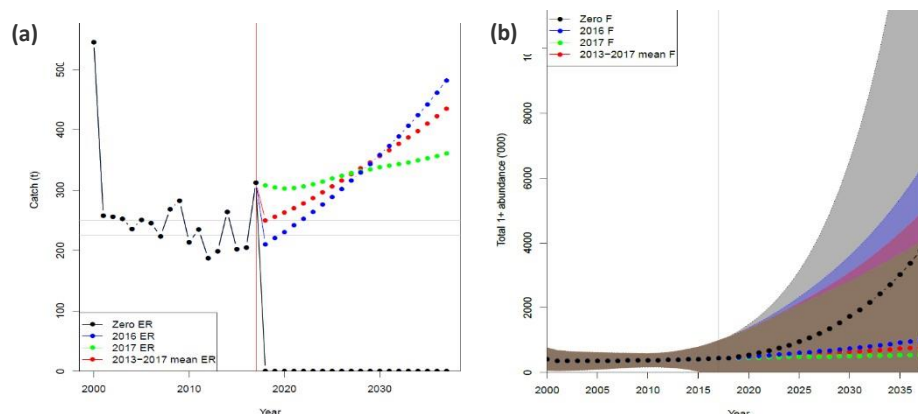 (a)
Catch (t)
500
400
300
200
100
0
Zero ER
2016 ER
2017 ER
2013−2017 mean ER
2000
2010
2020
2030
Year
(b)
Total 1+ abundance ('000)
8000
6000
4000
2000
0
Zero F
2016 F
2017 F
2013−2017 mean F
2000
2005
2010
2015
2020
2025
2030
2035
Year